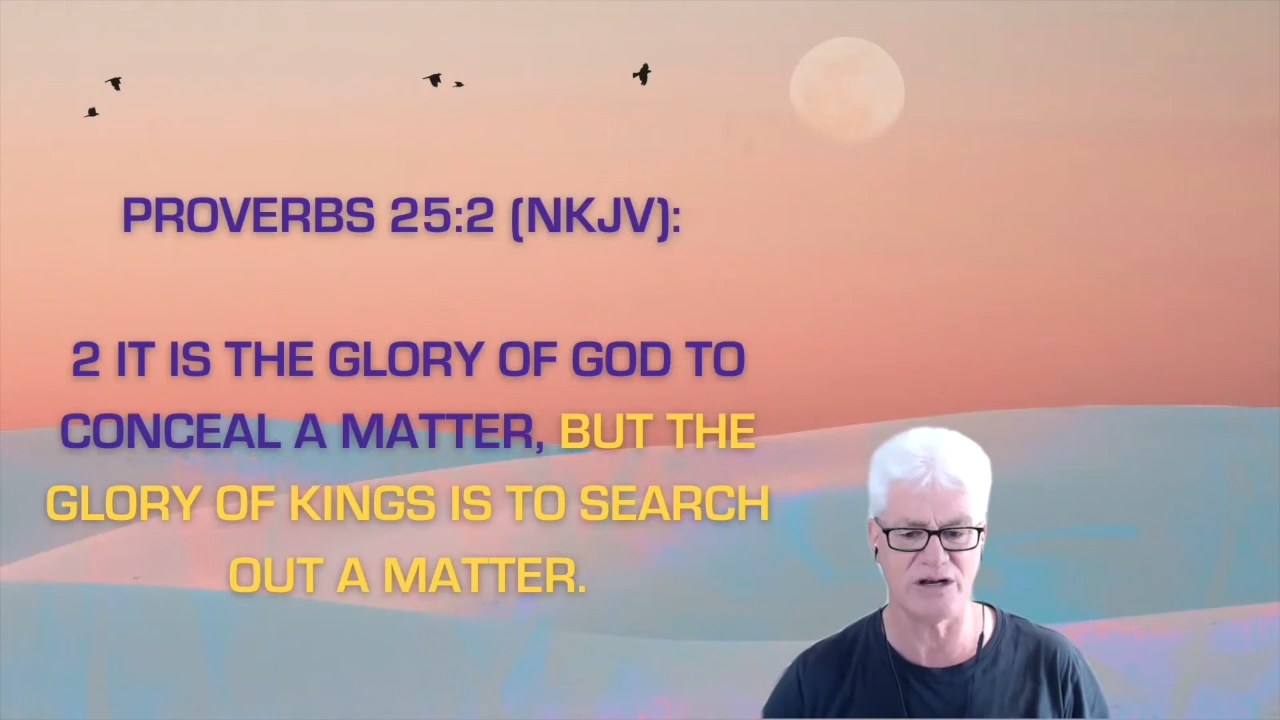 PROVERBS 25:2 (NKJV):
2 IT IS THE GLORY OF GOD TO
CONCEAL A MATTER, BUT THE
GLORY OF KINGS IS TO SEARCH
OUT A MATTER.